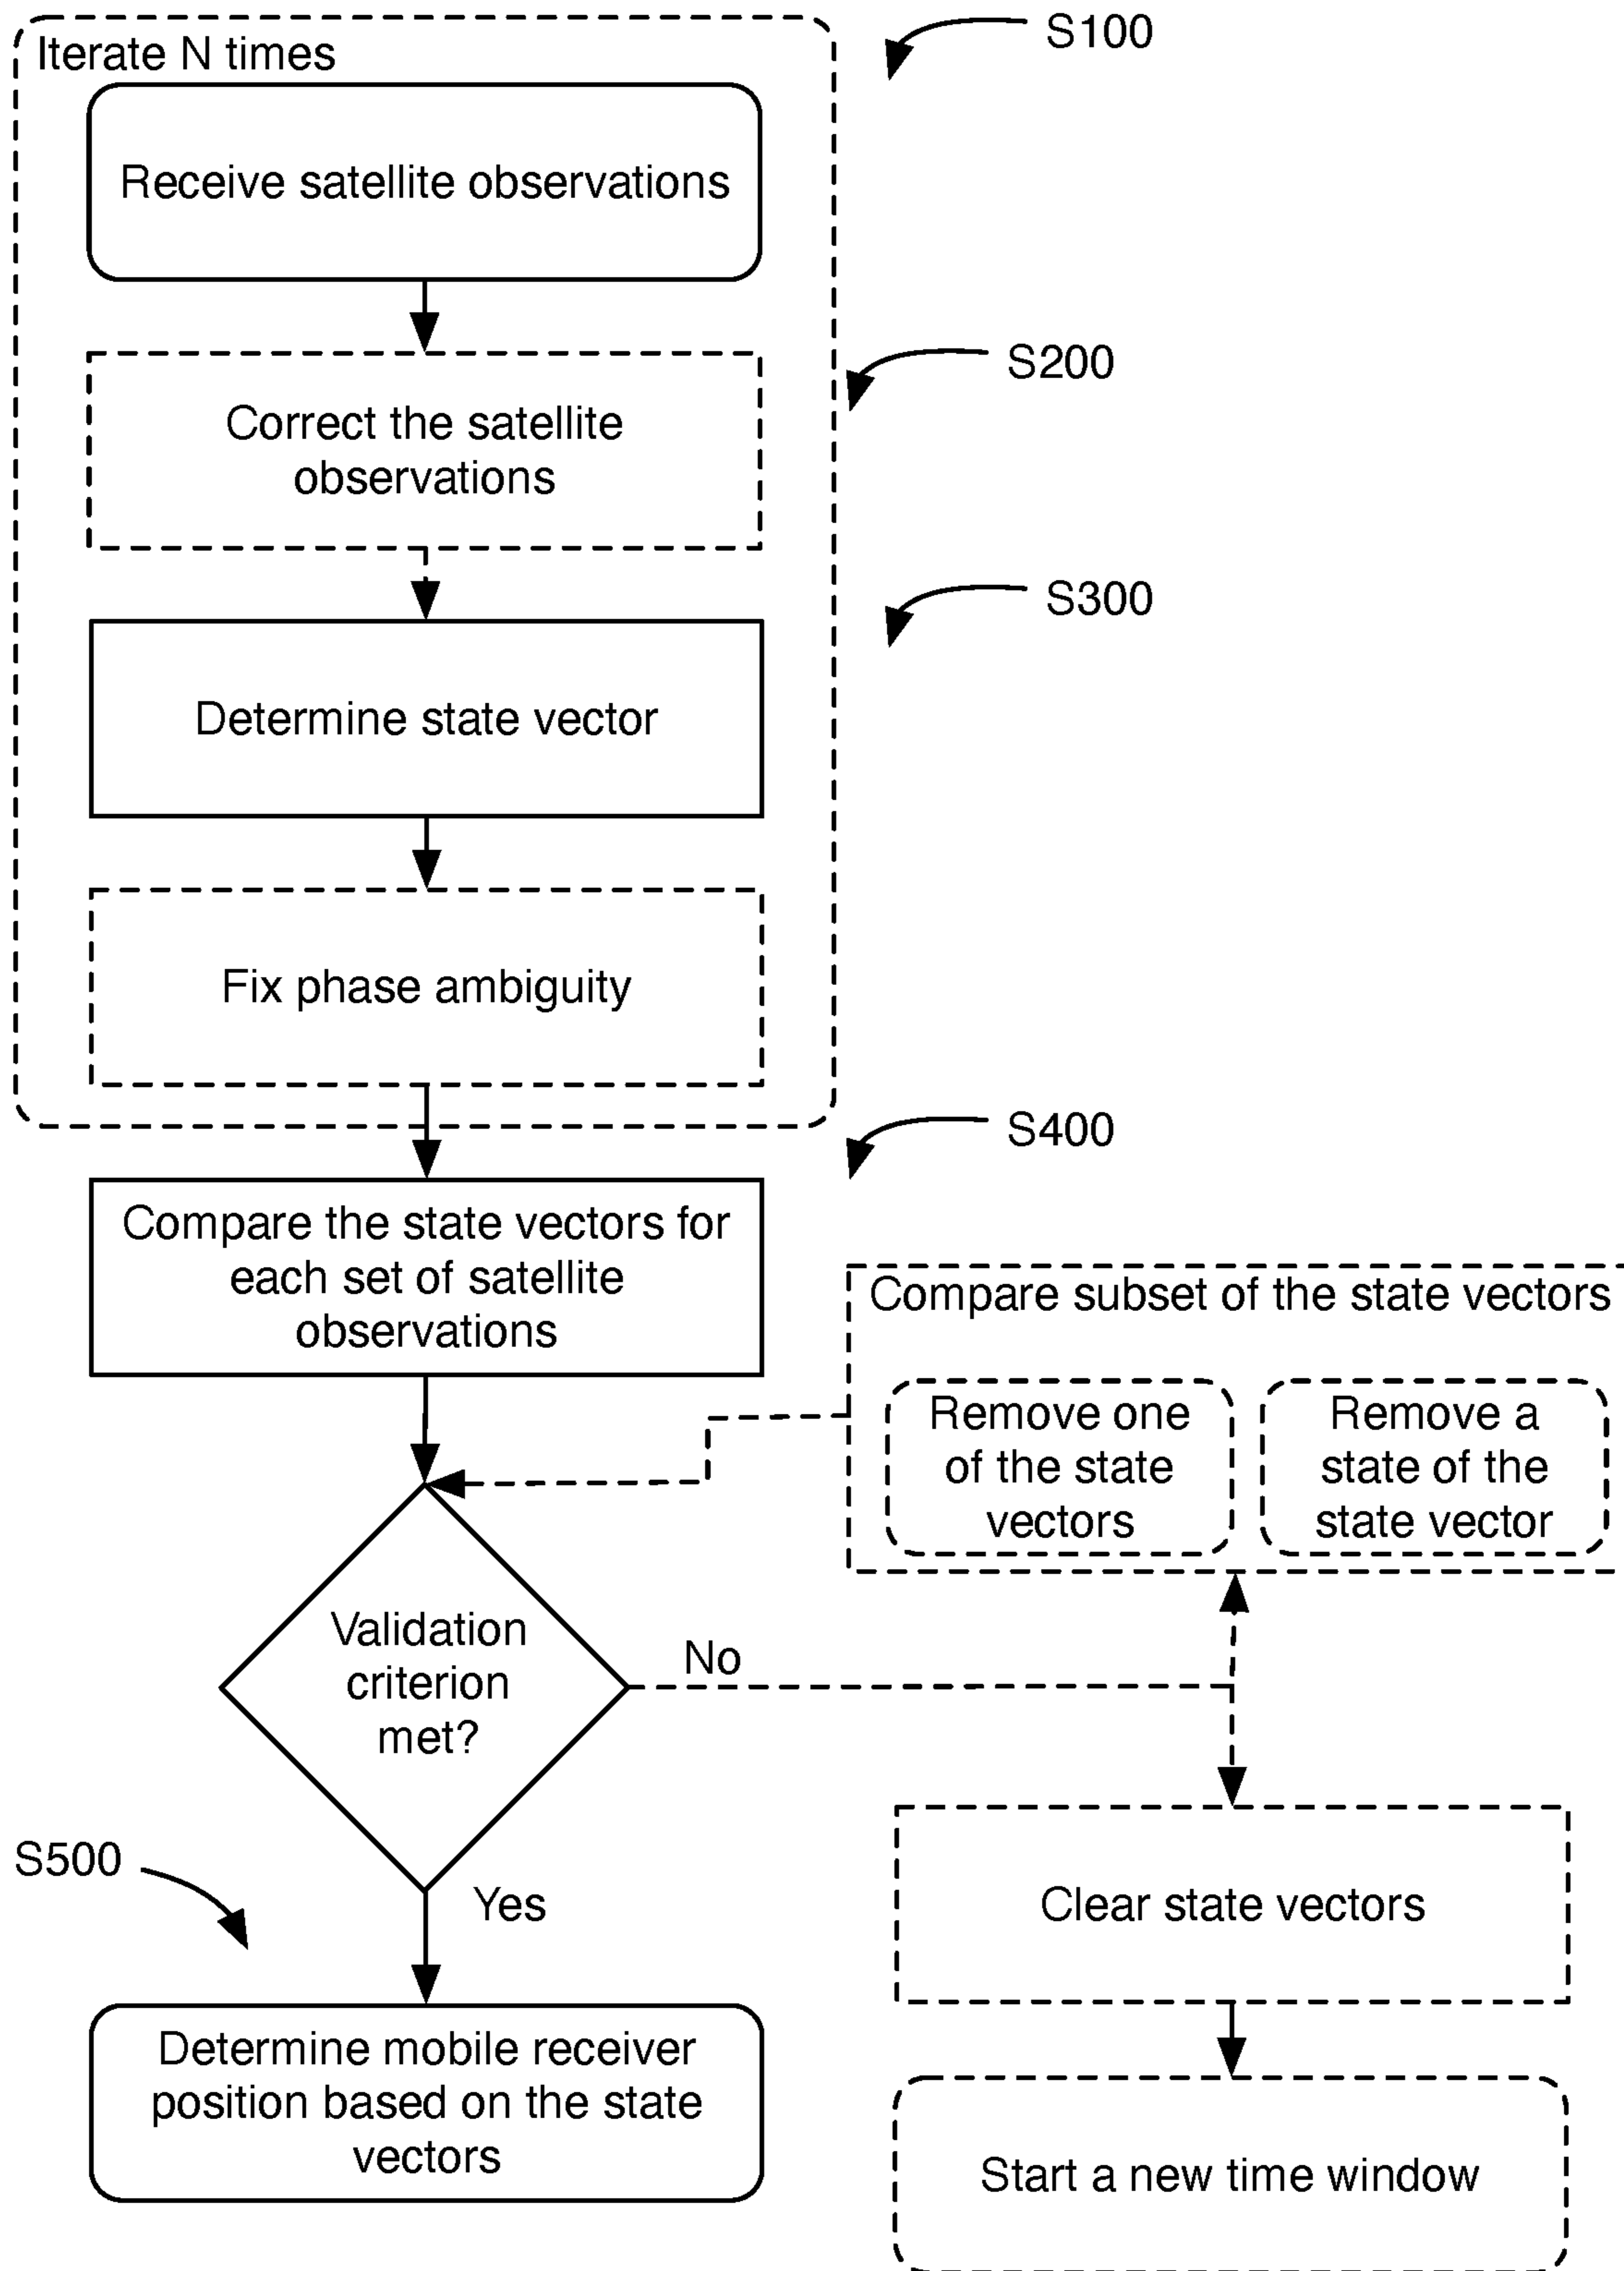 Iterate N times
S100
Receive satellite observations
S200
Correct the satellite
observations
S300
Determine state vector
Fix phase ambiguity
S400
Compare the state vectors for
each set of satellite
observations
Compare subset of the state vectors
Remove one
of the state
vectors
Remove a
state of the
state vector
Validation
criterion
met?
No
Yes
S500
Clear state vectors
Determine mobile receiver
position based on the state
vectors
Start a new time window